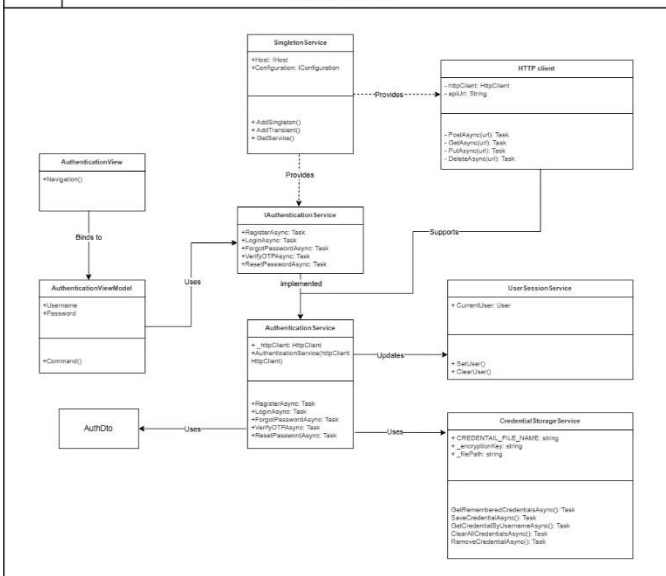 SingletonService
+Host: IHost
+Configuration: IConfiguration
+ AddSingleton()
+ AddTransient()
+ GetService()
Provides
HTTP client
- httpClient: HttpClient
- apiUrl: String
- PostAsync(url): Task
- GetAsync(url): Task
- PutAsync(url): Task
- DeleteAsync(url): Task
Provides
AuthenticationView
+Navigation()
Binds to
IAuthenticationService
+RegisterAsync: Task
+LoginAsync: Task
+ForgotPasswordAsync: Task
+VerifyOTPAsync: Task
+ResetPasswordAsync: Task
Supports
Uses
implemented
AuthenticationViewModel
+Username
+Password
+Command()
UserSessionService
+ CurrentUser: User
+ SetUser()
+ ClearUser()
AuthenticationService
+ _httpClient: HttpClient
+AuthenticationService(httpClient:
HttpClient)
+RegisterAsync: Task
+LoginAsync: Task
+ForgotPasswordAsync: Task
+VerifyOTPAsync: Task
+ResetPasswordAsync: Task
Updates
AuthDto
Uses
Uses
CredentialStorageService
+ CREDENTAIL_FILE_NAME: string
+ _encryptionKey: string
+ _filePath: string
GetRememberedCredentialsAsync(): Task
SaveCredentialAsync(): Task
GetCredentialByUsernameAsync(): Task
ClearAllCredentialsAsync(): Task
RemoveCredentialAsync(): Task